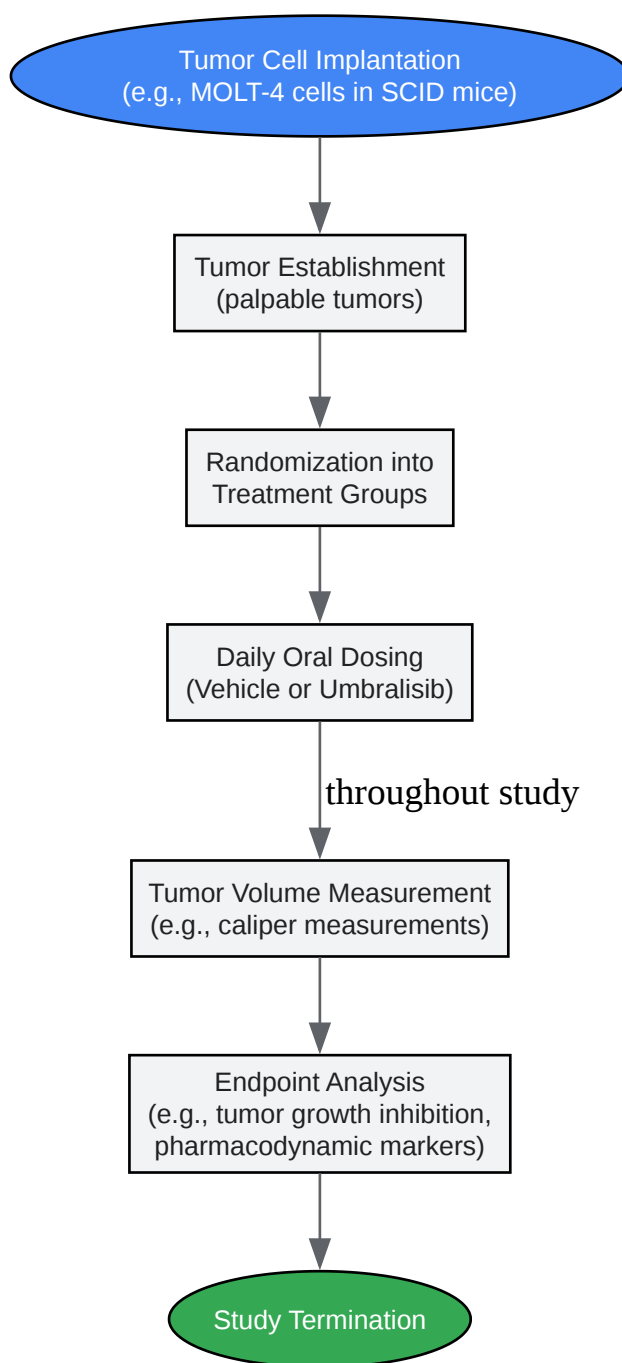 Tumor Cell Implantation
(e.g., MOLT-4 cells in SCID mice)
Tumor Establishment
(palpable tumors)
Randomization into
Treatment Groups
Daily Oral Dosing
(Vehicle or Umbralisib)
throughout study
Tumor Volume Measurement
(e.g., caliper measurements)
Endpoint Analysis
(e.g., tumor growth inhibition,
pharmacodynamic markers)
Study Termination